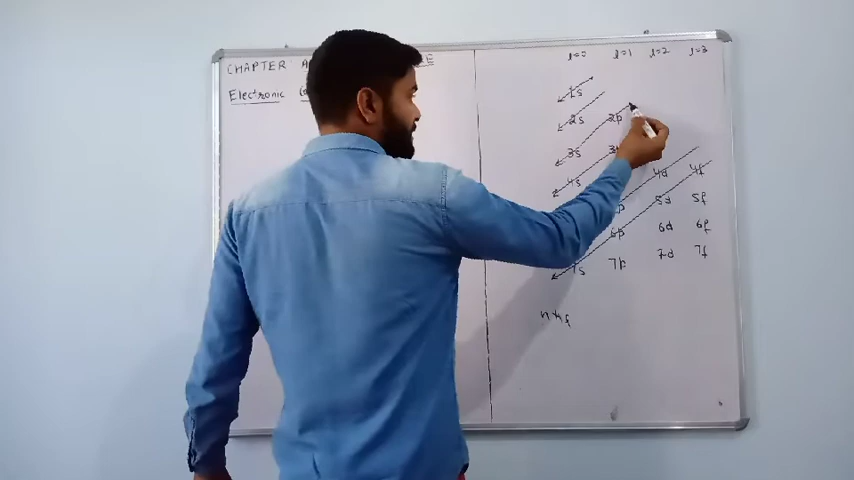 CHAPTER
Electronic
l=0 l=1 l=2 l=3
1s
2s 2p
3s
4s 4d 4f
5d 5f
6p 6d 6f
7s 7p 7d 7f